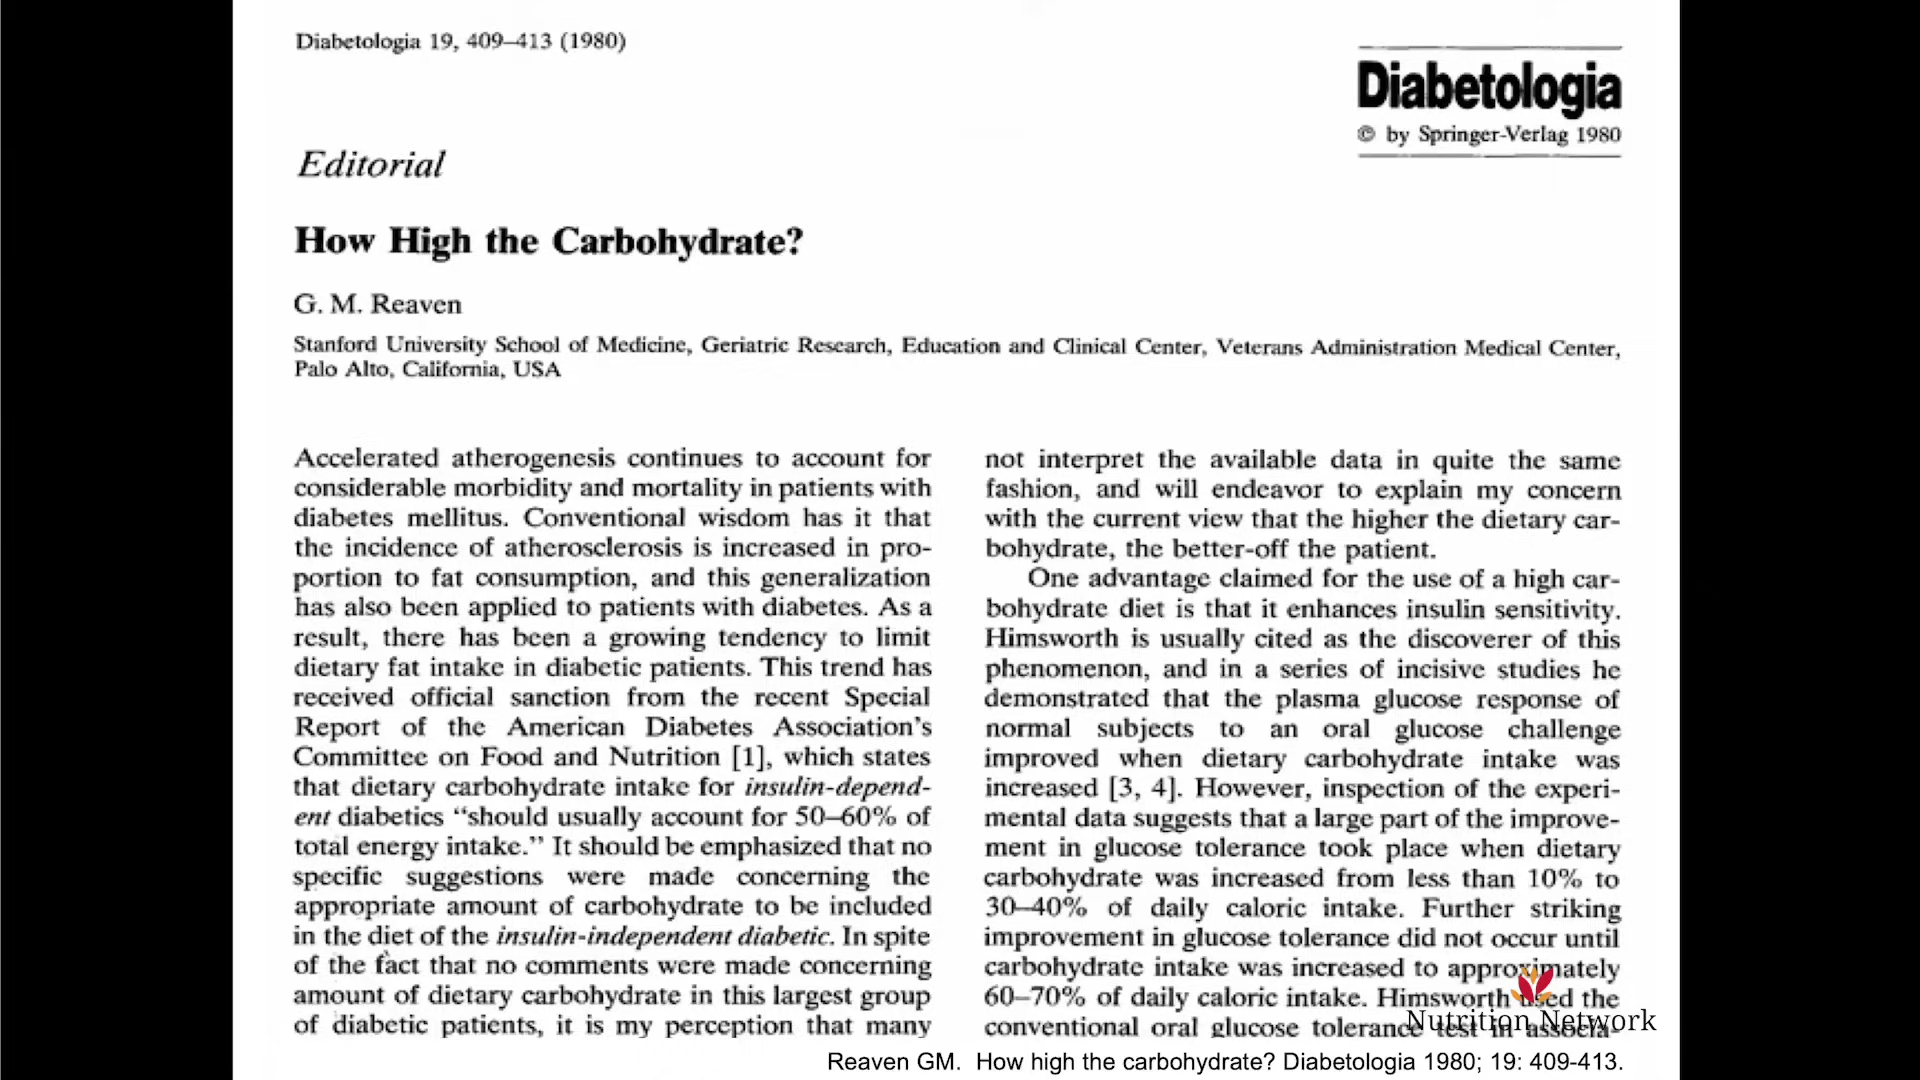 Diabetologia 19, 409–413 (1980)
Diabetologia
© by Springer-Verlag 1980
Editorial
How High the Carbohydrate?
G. M. Reaven
Stanford University School of Medicine, Geriatric Research, Education and Clinical Center, Veterans Administration Medical Center,
Palo Alto, California, USA
Accelerated atherogenesis continues to account for
considerable morbidity and mortality in patients with
diabetes mellitus. Conventional wisdom has it that
the incidence of atherosclerosis is increased in pro-
portion to fat consumption, and this generalization
has also been applied to patients with diabetes. As a
result, there has been a growing tendency to limit
dietary fat intake in diabetic patients. This trend has
received official sanction from the recent Special
Report of the American Diabetes Association's
Committee on Food and Nutrition [1], which states
that dietary carbohydrate intake for insulin-depend-
ent diabetics “should usually account for 50–60% of
total energy intake.” It should be emphasized that no
specific suggestions were made concerning the
appropriate amount of carbohydrate to be included
in the diet of the insulin-independent diabetic. In spite
of the fact that no comments were made concerning
amount of dietary carbohydrate in this largest group
of diabetic patients, it is my perception that many
not interpret the available data in quite the same
fashion, and will endeavor to explain my concern
with the current view that the higher the dietary car-
bohydrate, the better-off the patient.
One advantage claimed for the use of a high car-
bohydrate diet is that it enhances insulin sensitivity.
Himsworth is usually cited as the discoverer of this
phenomenon, and in a series of incisive studies he
demonstrated that the plasma glucose response of
normal subjects to an oral glucose challenge
improved when dietary carbohydrate intake was
increased [3, 4]. However, inspection of the experi-
mental data suggests that a large part of the improve-
ment in glucose tolerance took place when dietary
carbohydrate was increased from less than 10% to
30–40% of daily caloric intake. Further striking
improvement in glucose tolerance did not occur until
carbohydrate intake was increased to approximately
60–70% of daily caloric intake. Himsworth used the
conventional oral glucose tolerance test in associa-
Nutrition Network
Reaven GM. How high the carbohydrate? Diabetologia 1980; 19: 409-413.